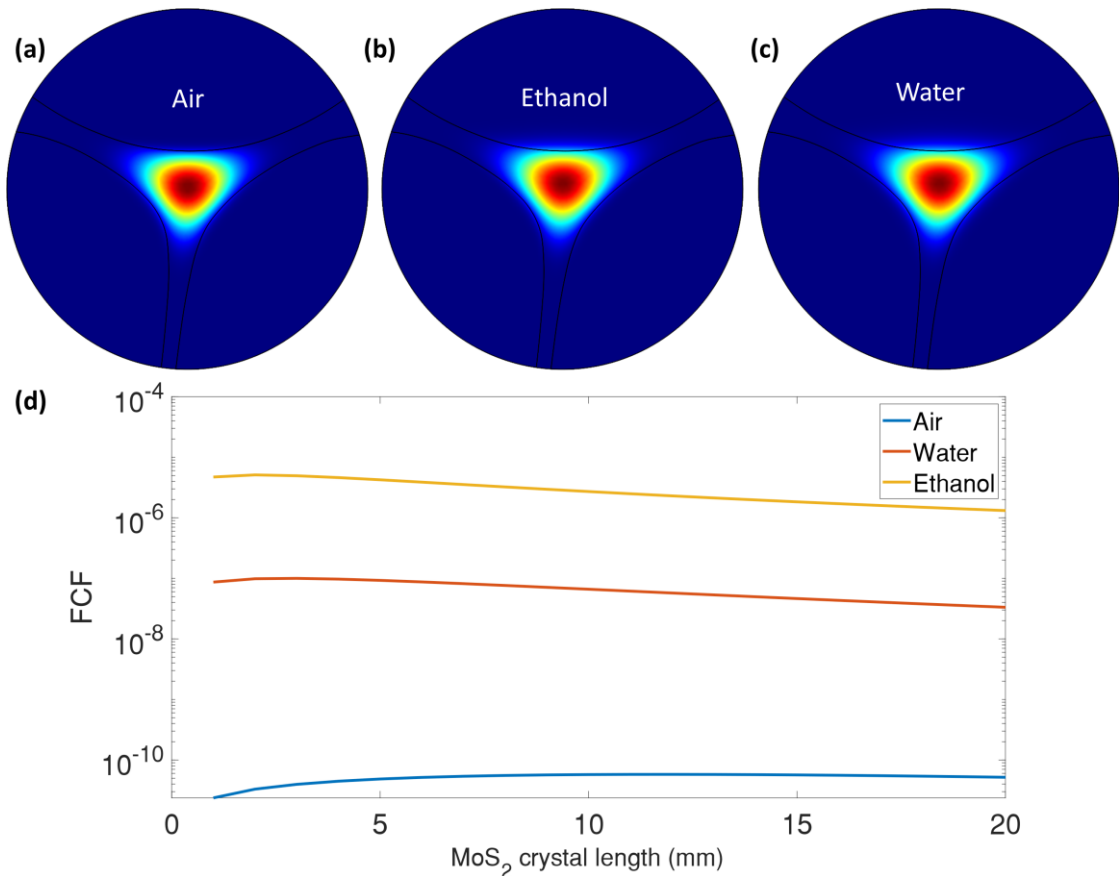 (a)
Air
(b)
Ethanol
(c)
Water
(d)
10⁻⁴
10⁻⁶
10⁻⁸
10⁻¹⁰
FCF
Air
Water
Ethanol
0
5
10
15
20
MoS₂ crystal length (mm)